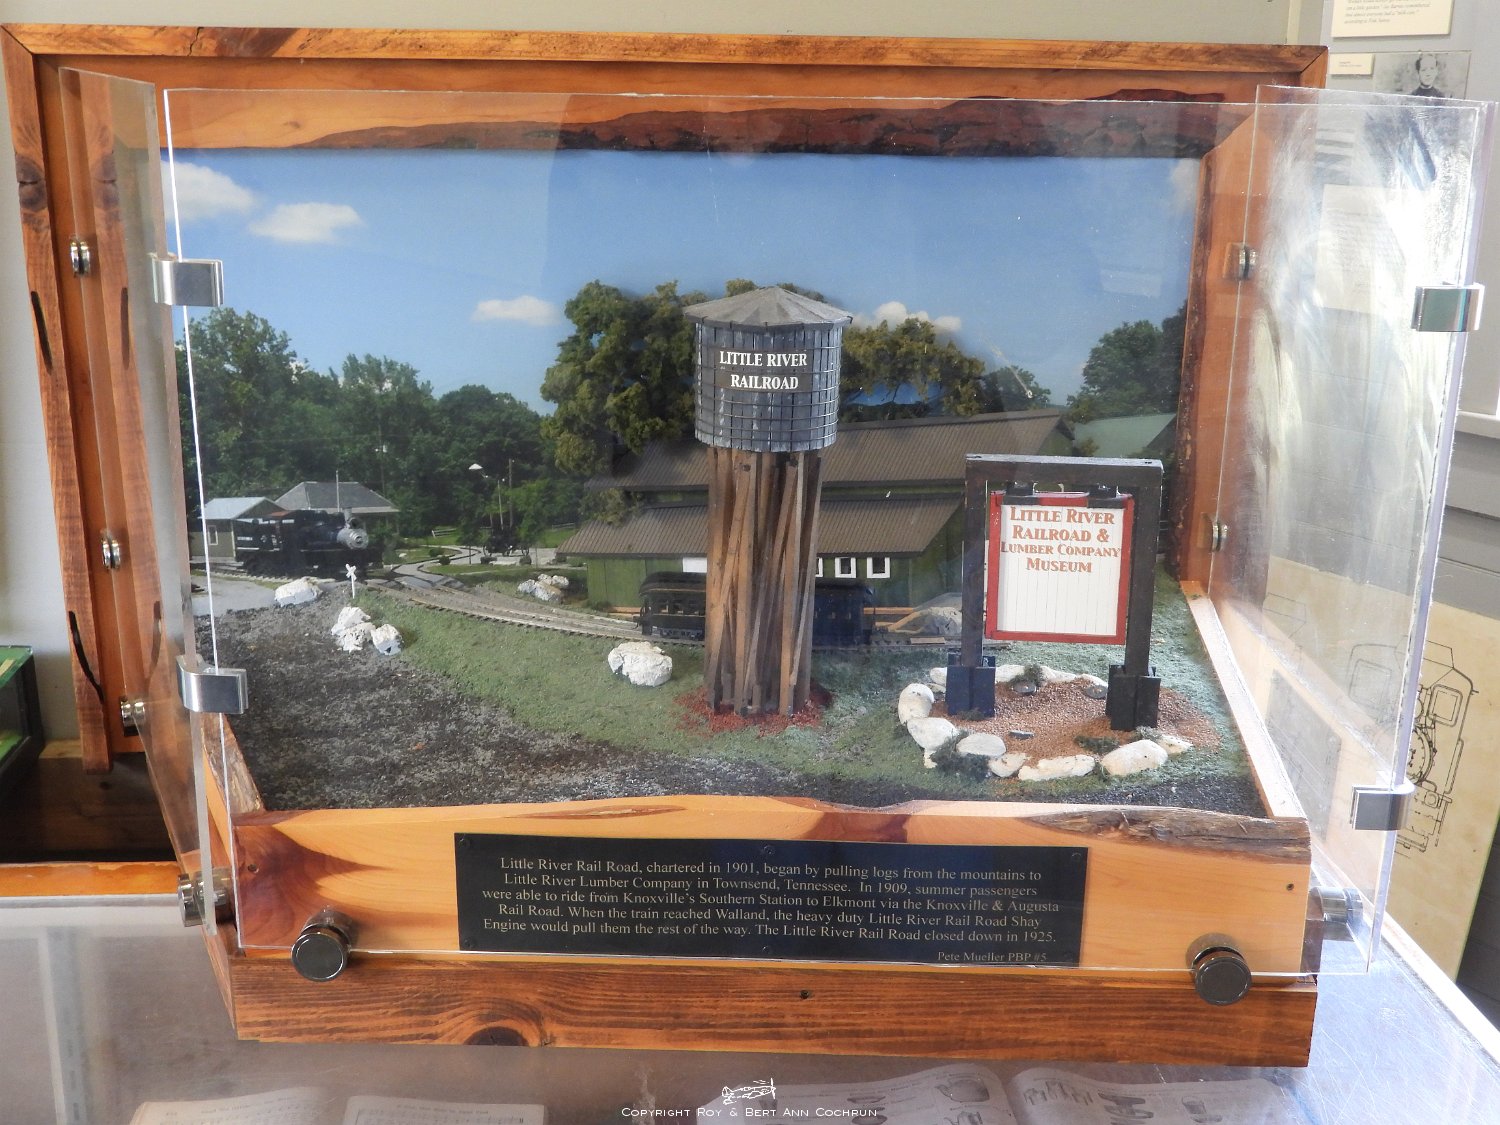 LITTLE RIVER
RAILROAD
LITTLE RIVER
RAILROAD &
LUMBER COMPANY
MUSEUM
Little River Rail Road, chartered in 1901, began by pulling logs from the mountains to
Little River Lumber Company in Townsend, Tennessee. In 1909, summer passengers
were able to ride from Knoxville's Southern Station to Elkmont via the Knoxville & Augusta
Rail Road. When the train reached Walland, the heavy duty Little River Rail Road Shay
Engine would pull them the rest of the way. The Little River Rail Road closed down in 1925.
Pete Mueller PBP #5
COPYRIGHT ROY & BERT ANN COCHRUN